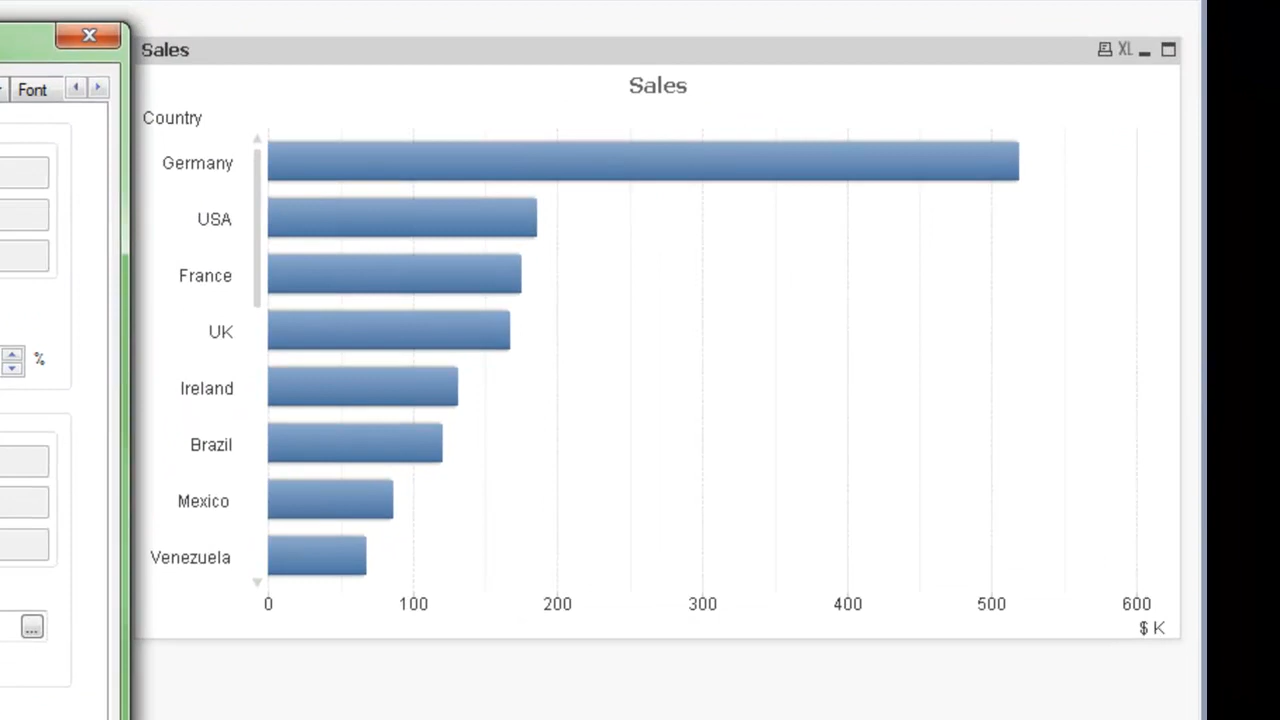 Sales
XL
Font
Sales
Country
Germany
USA
France
UK
%
Ireland
Brazil
Mexico
Venezuela
0 100 200 300 400 500 600
$ K
...